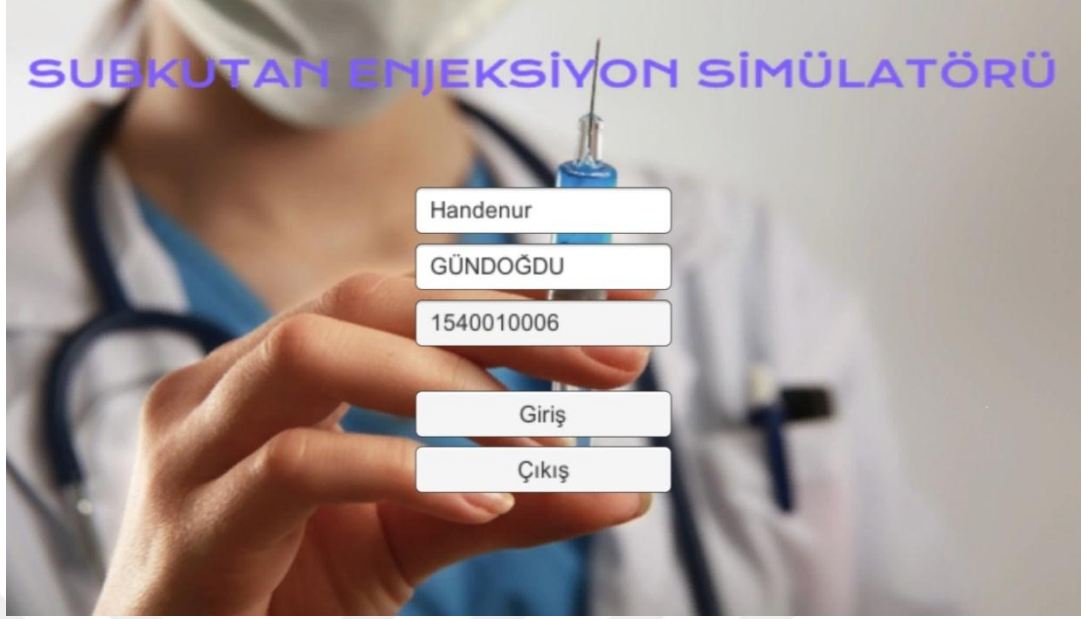 SUBKUTAN ENJEKSİYON SİMÜLATÖRÜ
Handenur
GÜNDOĞDU
1540010006
Giriş
Çıkış